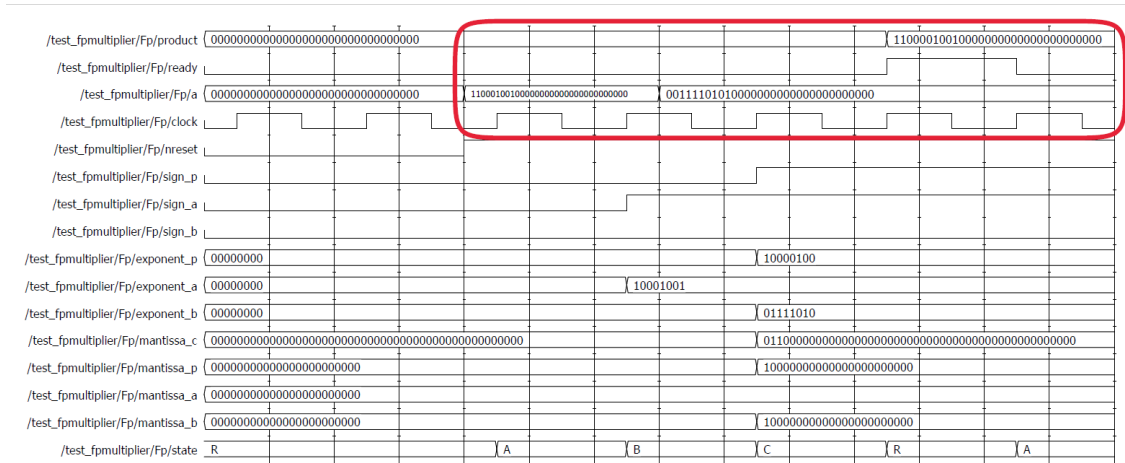 /test_fpmultiplier/Fp/product 00000000000000000000000000000000 11000010010000000000000000000000
/test_fpmultiplier/Fp/ready
/test_fpmultiplier/Fp/a 00000000000000000000000000000000 11000100100000000000000000000000 00111101010000000000000000000000
/test_fpmultiplier/Fp/clock
/test_fpmultiplier/Fp/nreset
/test_fpmultiplier/Fp/sign_p
/test_fpmultiplier/Fp/sign_a
/test_fpmultiplier/Fp/sign_b
/test_fpmultiplier/Fp/exponent_p 00000000 10000100
/test_fpmultiplier/Fp/exponent_a 00000000 10001001
/test_fpmultiplier/Fp/exponent_b 00000000 01111010
/test_fpmultiplier/Fp/mantissa_c 000000000000000000000000000000000000000000000000 011000000000000000000000000000000000000000000000
/test_fpmultiplier/Fp/mantissa_p 00000000000000000000000 10000000000000000000000
/test_fpmultiplier/Fp/mantissa_a 00000000000000000000000
/test_fpmultiplier/Fp/mantissa_b 00000000000000000000000 10000000000000000000000
/test_fpmultiplier/Fp/state R A B C R A